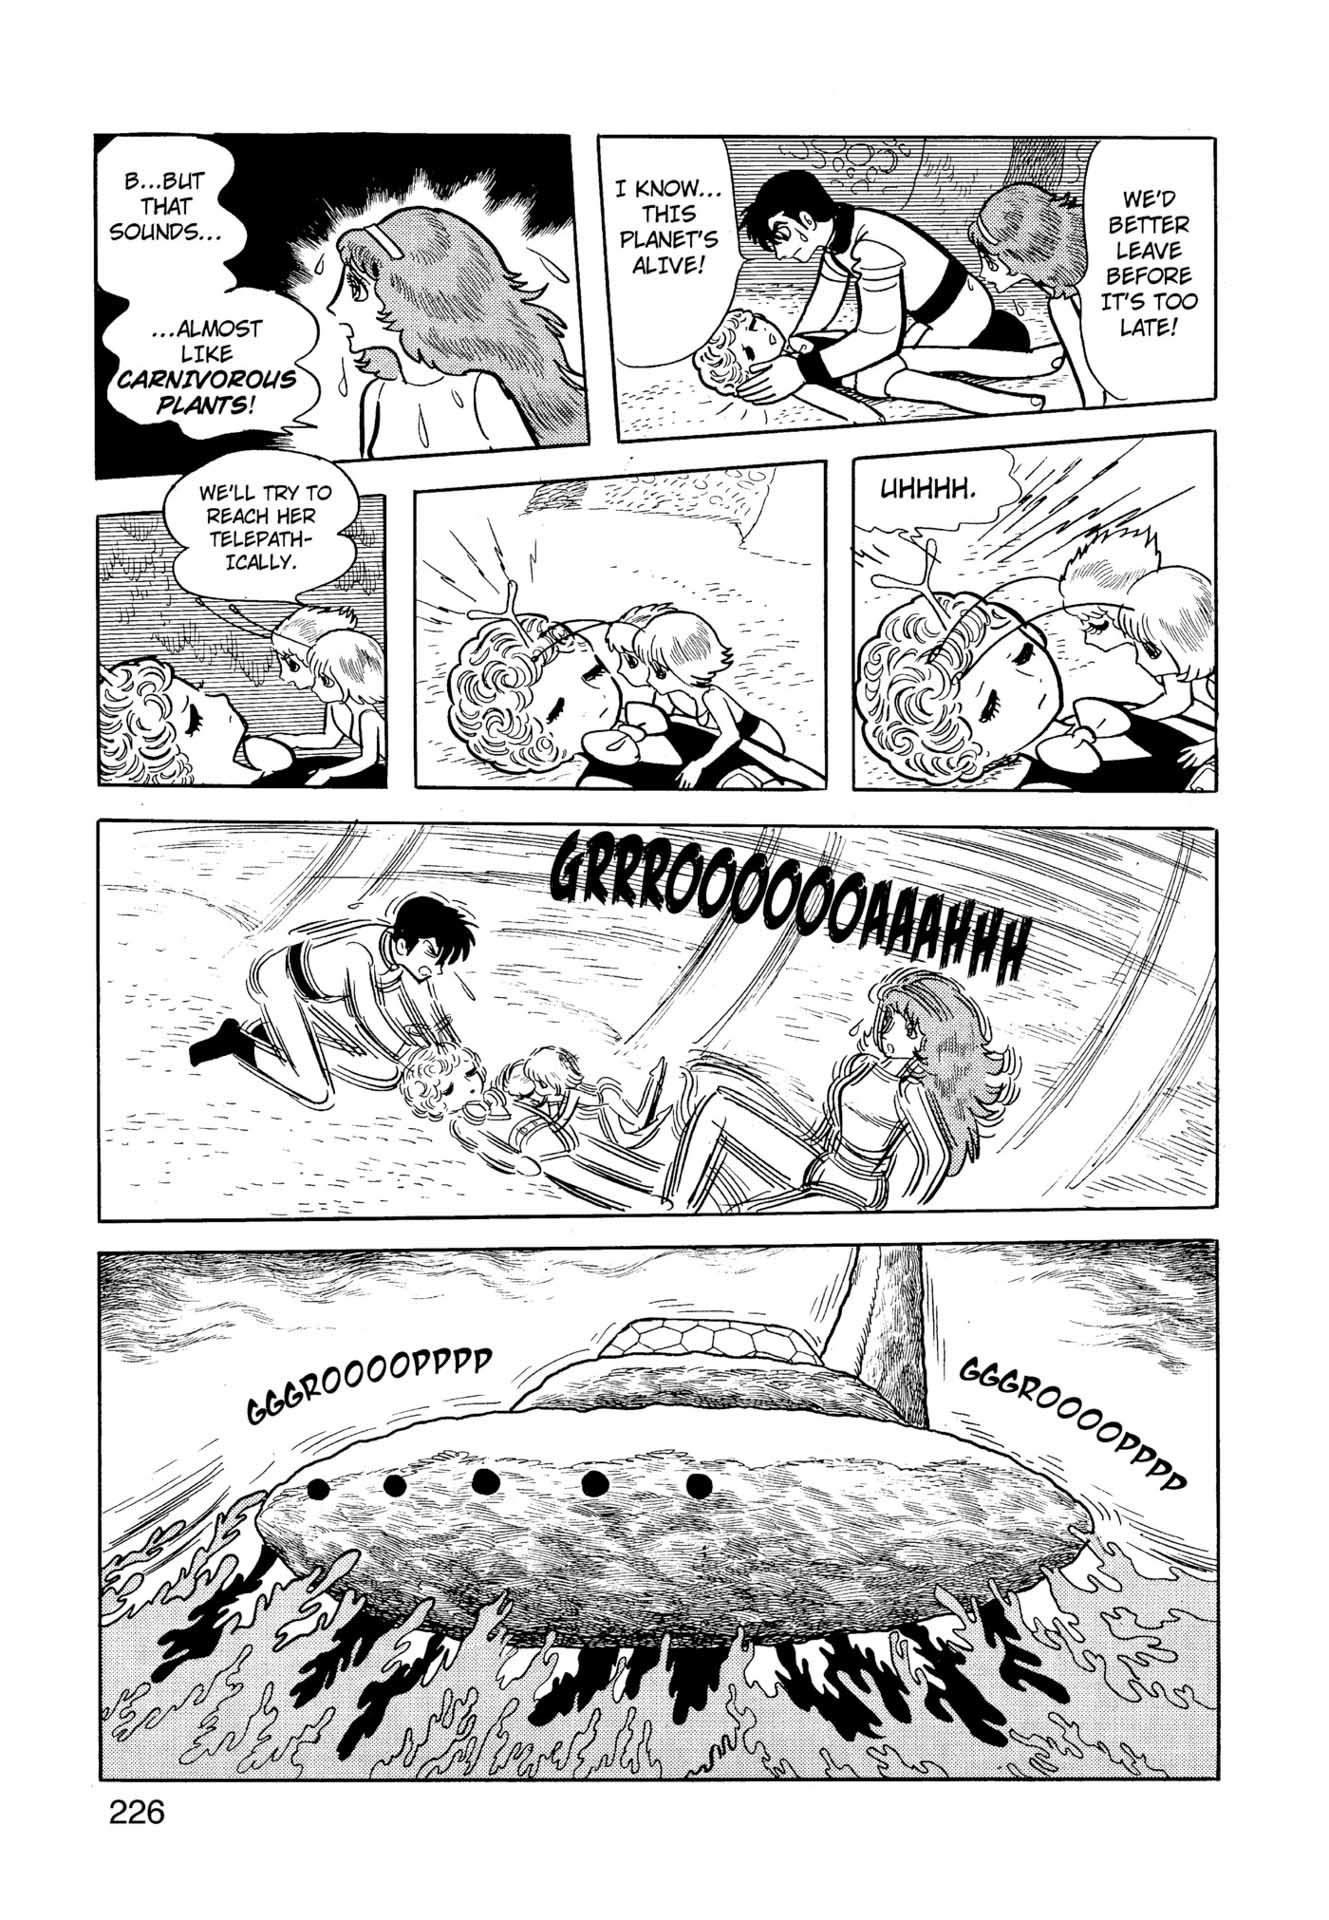 B...BUT
THAT
SOUNDS...
...ALMOST
LIKE
CARNIVOROUS
PLANTS!
I KNOW...
THIS
PLANET'S
ALIVE!
WE'D
BETTER
LEAVE
BEFORE
IT'S TOO
LATE!
WE'LL TRY TO
REACH HER
TELEPATH-
ICALLY.
UHHHH.
GRRROOOOOOOAAAHHH
GGGROOOOPPPP
GGGROOOOPPPP
226